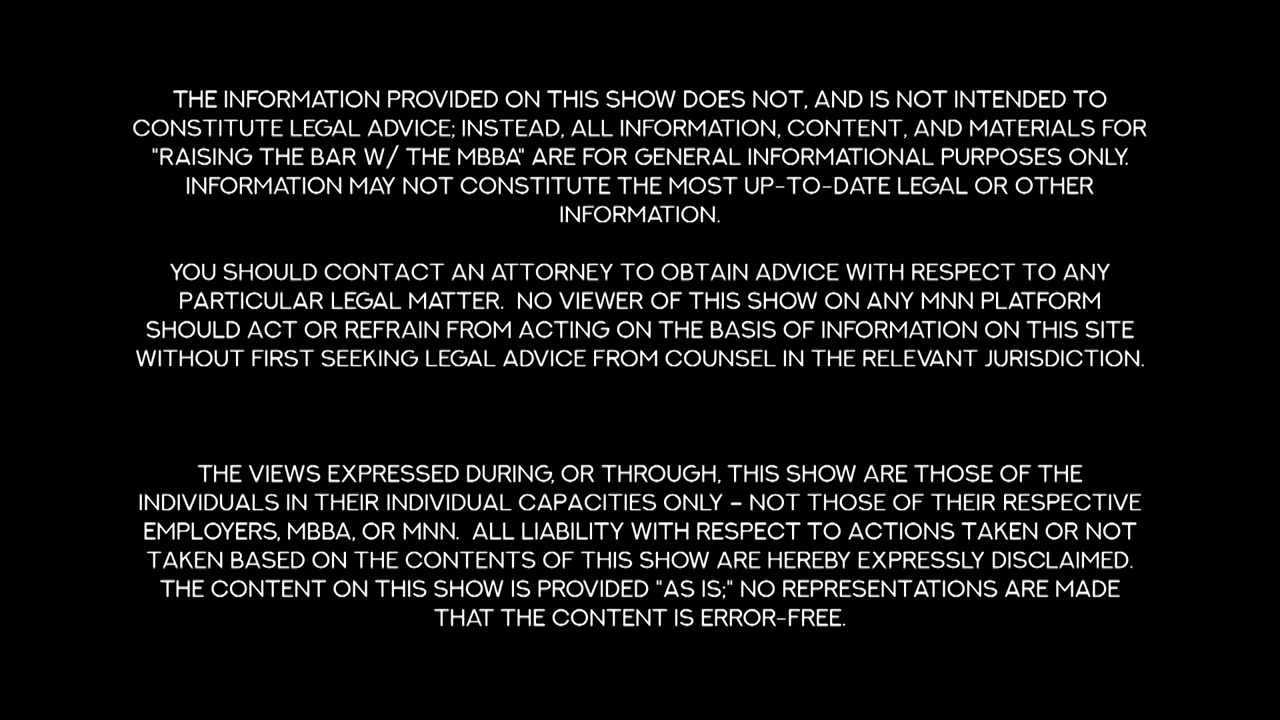 THE INFORMATION PROVIDED ON THIS SHOW DOES NOT, AND IS NOT INTENDED TO
CONSTITUTE LEGAL ADVICE; INSTEAD, ALL INFORMATION, CONTENT, AND MATERIALS FOR
"RAISING THE BAR W/ THE MBBA" ARE FOR GENERAL INFORMATIONAL PURPOSES ONLY.
INFORMATION MAY NOT CONSTITUTE THE MOST UP-TO-DATE LEGAL OR OTHER
INFORMATION.
YOU SHOULD CONTACT AN ATTORNEY TO OBTAIN ADVICE WITH RESPECT TO ANY
PARTICULAR LEGAL MATTER.  NO VIEWER OF THIS SHOW ON ANY MNN PLATFORM
SHOULD ACT OR REFRAIN FROM ACTING ON THE BASIS OF INFORMATION ON THIS SITE
WITHOUT FIRST SEEKING LEGAL ADVICE FROM COUNSEL IN THE RELEVANT JURISDICTION.
THE VIEWS EXPRESSED DURING, OR THROUGH, THIS SHOW ARE THOSE OF THE
INDIVIDUALS IN THEIR INDIVIDUAL CAPACITIES ONLY – NOT THOSE OF THEIR RESPECTIVE
EMPLOYERS, MBBA, OR MNN.  ALL LIABILITY WITH RESPECT TO ACTIONS TAKEN OR NOT
TAKEN BASED ON THE CONTENTS OF THIS SHOW ARE HEREBY EXPRESSLY DISCLAIMED.
THE CONTENT ON THIS SHOW IS PROVIDED "AS IS;" NO REPRESENTATIONS ARE MADE
THAT THE CONTENT IS ERROR-FREE.